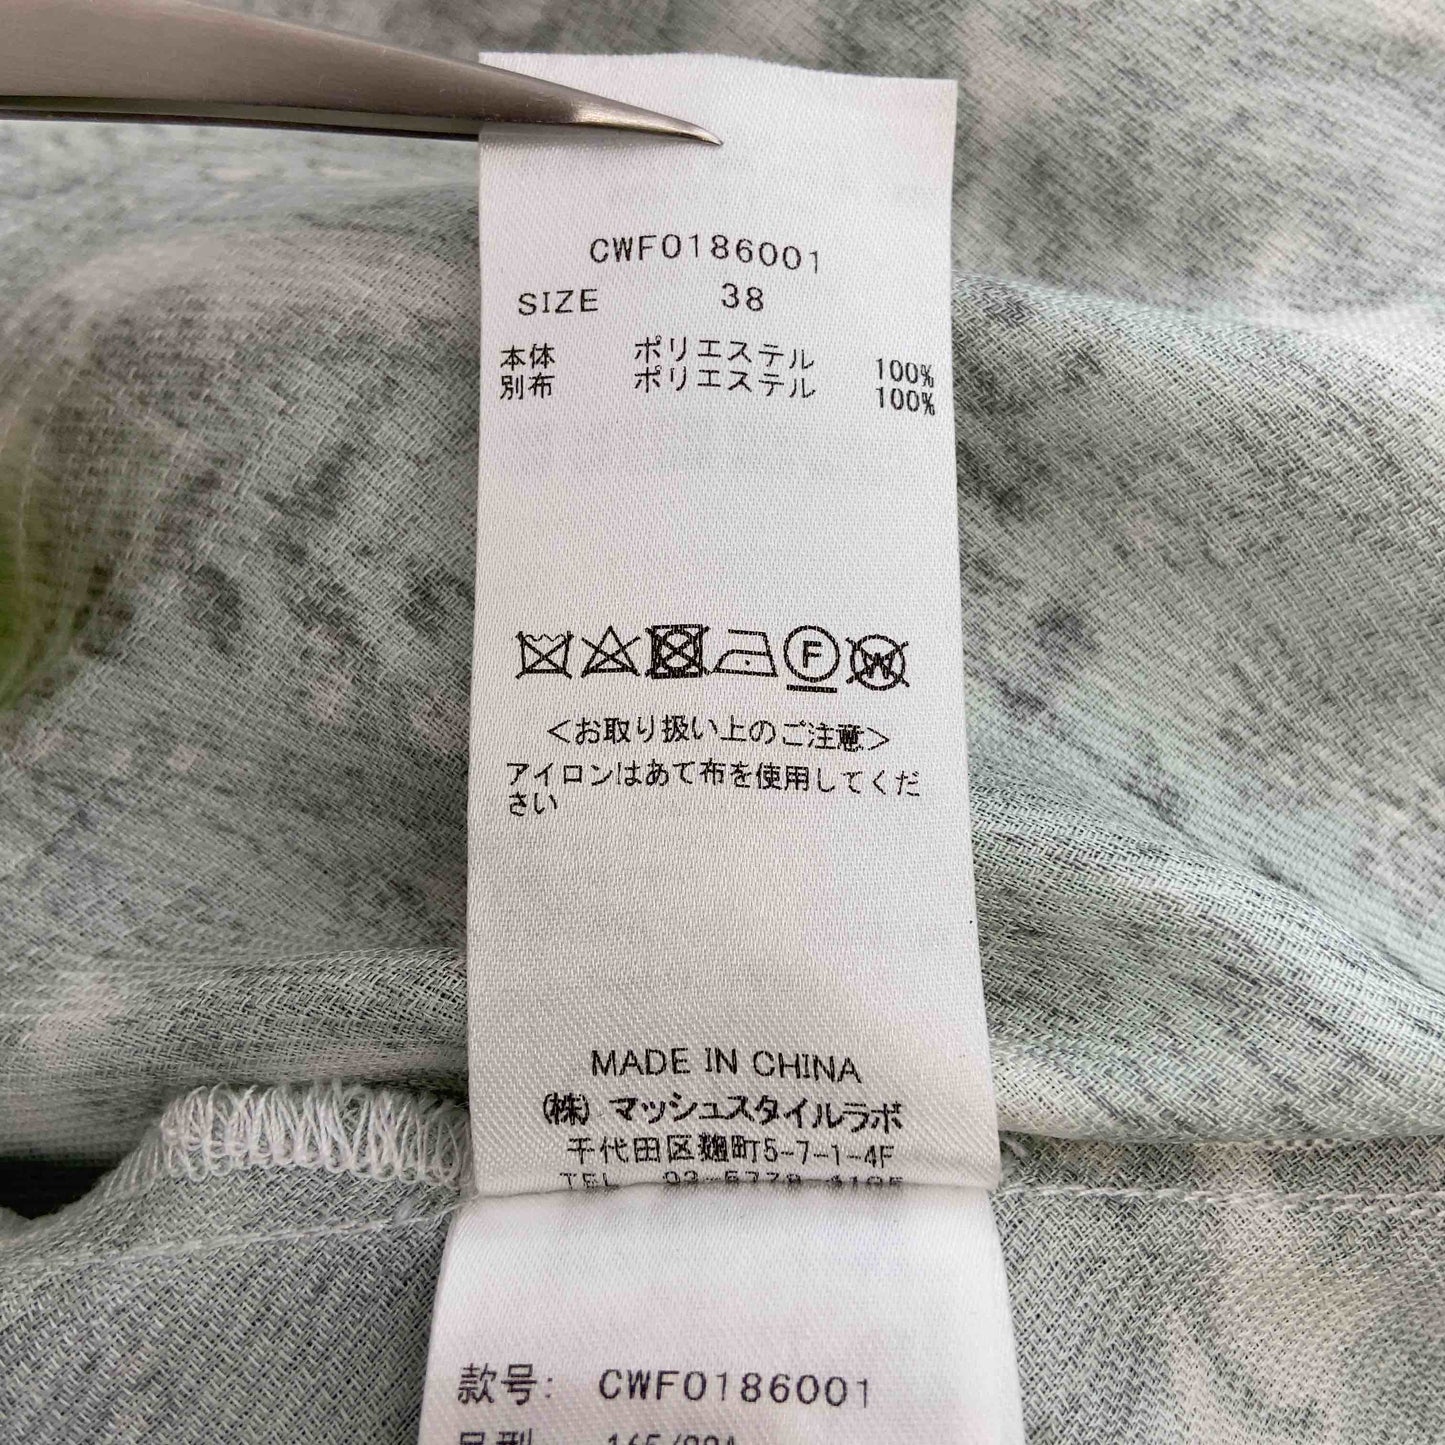 CWF0186001
SIZE 38
本体 ポリエステル 100%
別布 ポリエステル 100%
F
W
<お取り扱い上のご注意>
アイロンはあて布を使用してくだ
さい
MADE IN CHINA
(株) マッシュスタイルラボ
千代田区麹町5-7-1-4F
TEL
款号: CWF0186001